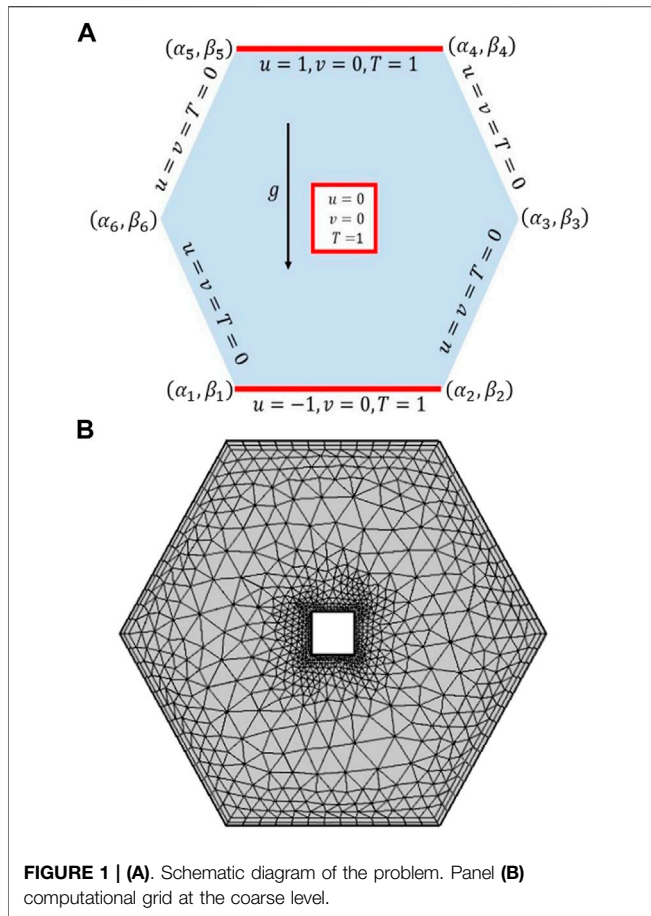 A
(α₅, β₅)
(α₄, β₄)
u = 1, v = 0, T = 1
u = v = T = 0
u = v = T = 0
g
u = 0
v = 0
T =1
(α₆, β₆)
(α₃, β₃)
u = v = T = 0
u = v = T = 0
(α₁, β₁)
(α₂, β₂)
u = −1, v = 0, T = 1
B
FIGURE 1 | (A). Schematic diagram of the problem. Panel (B)
computational grid at the coarse level.